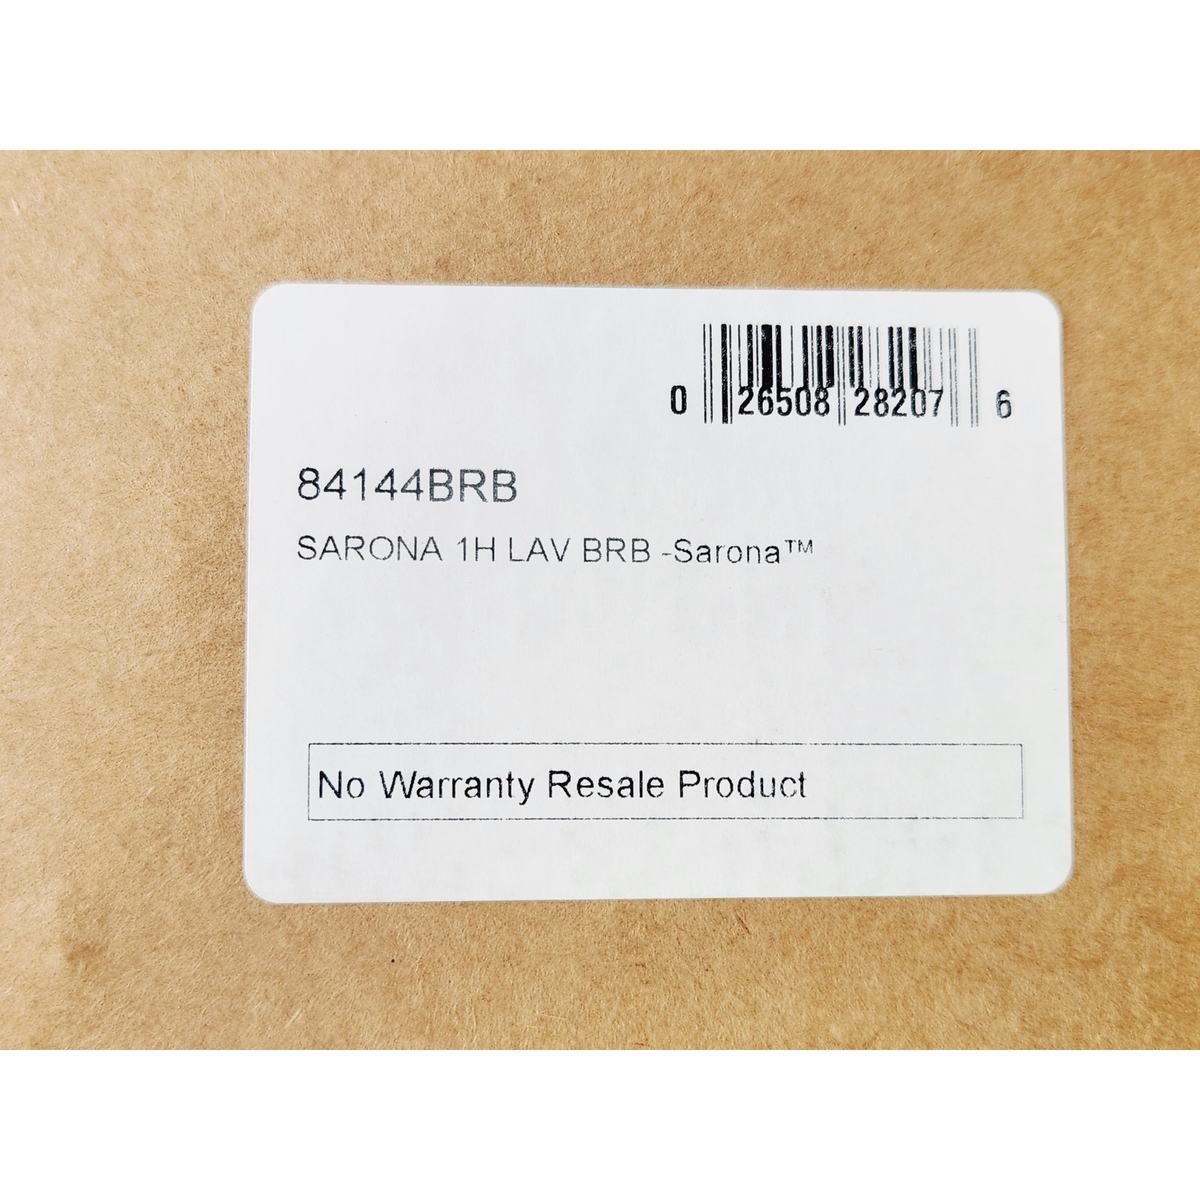 0 26508 28207 6
84144BRB
SARONA 1H LAV BRB -Sarona™
No Warranty Resale Product